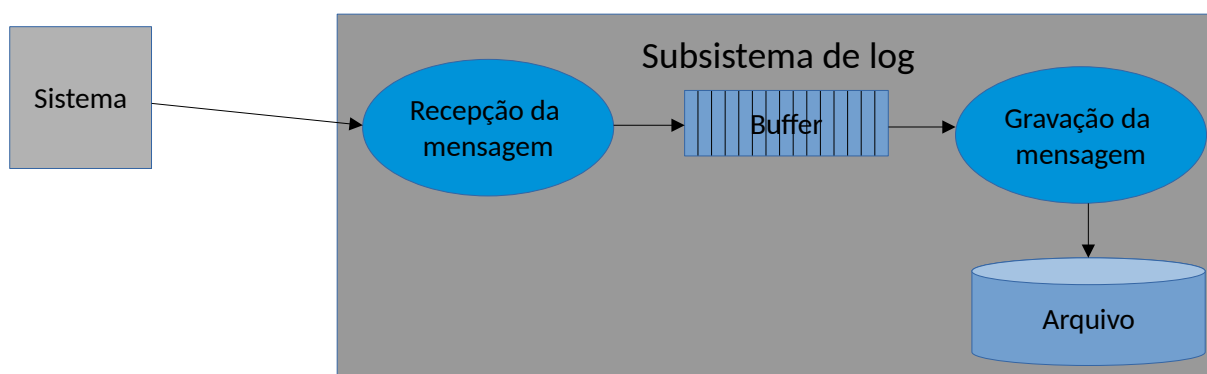 Subsistema de log
Sistema
Recepção da
mensagem
Buffer
Gravação da
mensagem
Arquivo